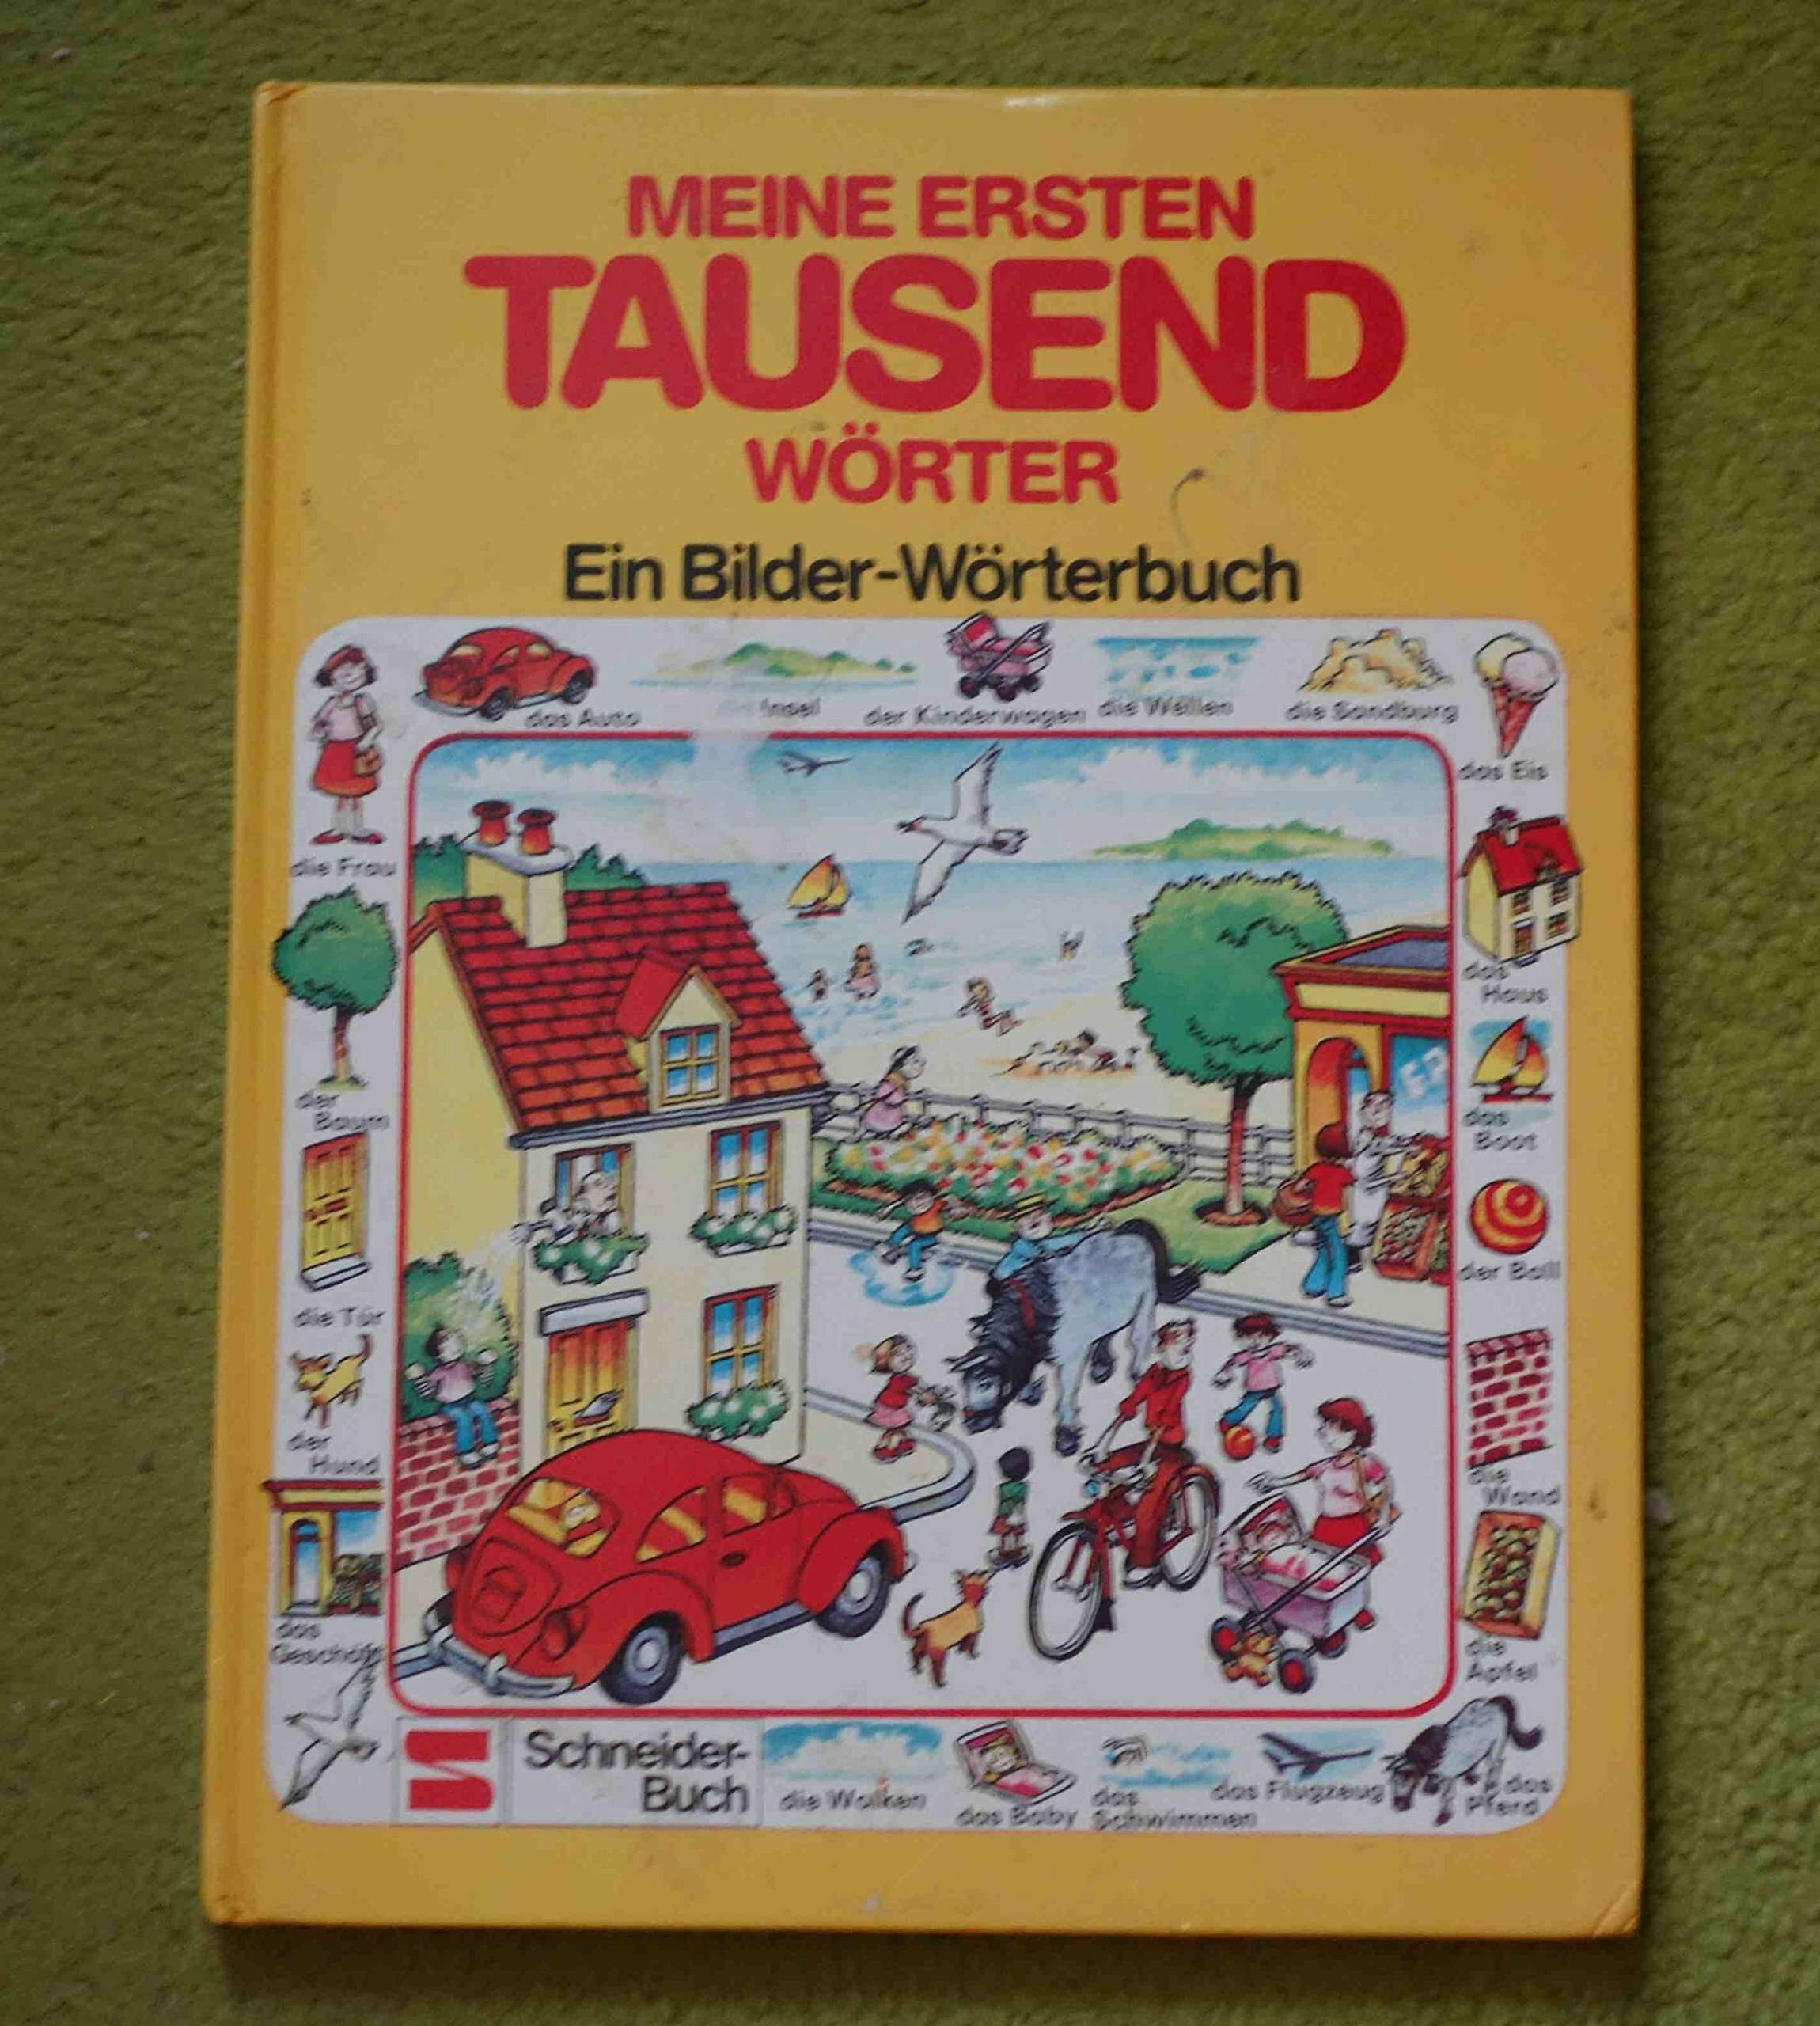 MEINE ERSTEN
TAUSEND
WÖRTER
Ein Bilder-Wörterbuch
das Auto
Insel
der Kinderwagen
die Wellen
die Sandburg
das Eis
die Frau
das
Haus
der
Baum
das
Boot
die Tür
der Ball
der
Hund
die
Wand
das
Geschäft
die
Äpfel
Schneider-
Buch
die Wolken
das Baby
das
Schwimmen
das Flugzeug
das
Pferd